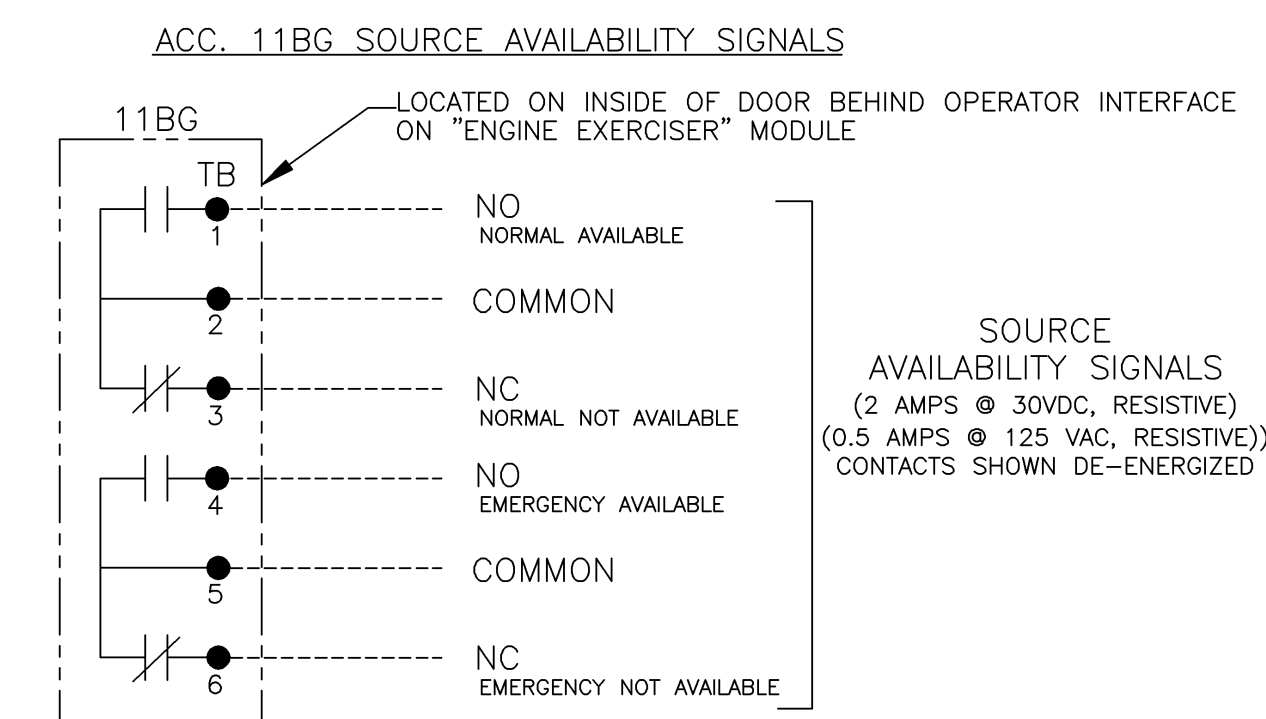 ACC. 11BG SOURCE AVAILABILITY SIGNALS
LOCATED ON INSIDE OF DOOR BEHIND OPERATOR INTERFACE
ON "ENGINE EXERCISER" MODULE
11BG
TB
1
NO
NORMAL AVAILABLE
2
COMMON
3
NC
NORMAL NOT AVAILABLE
4
NO
EMERGENCY AVAILABLE
5
COMMON
6
NC
EMERGENCY NOT AVAILABLE
SOURCE
AVAILABILITY SIGNALS
(2 AMPS @ 30VDC, RESISTIVE)
(0.5 AMPS @ 125 VAC, RESISTIVE))
CONTACTS SHOWN DE-ENERGIZED